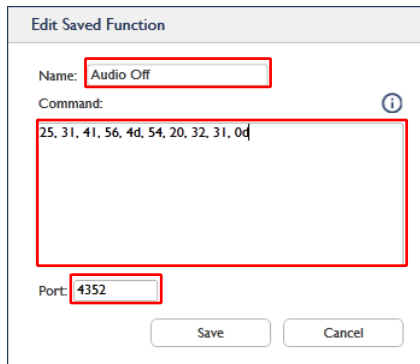 Edit Saved Function
Name: Audio Off
Command:
25, 31, 41, 56, 4d, 54, 20, 32, 31, 0d
Port: 4352
Save Cancel